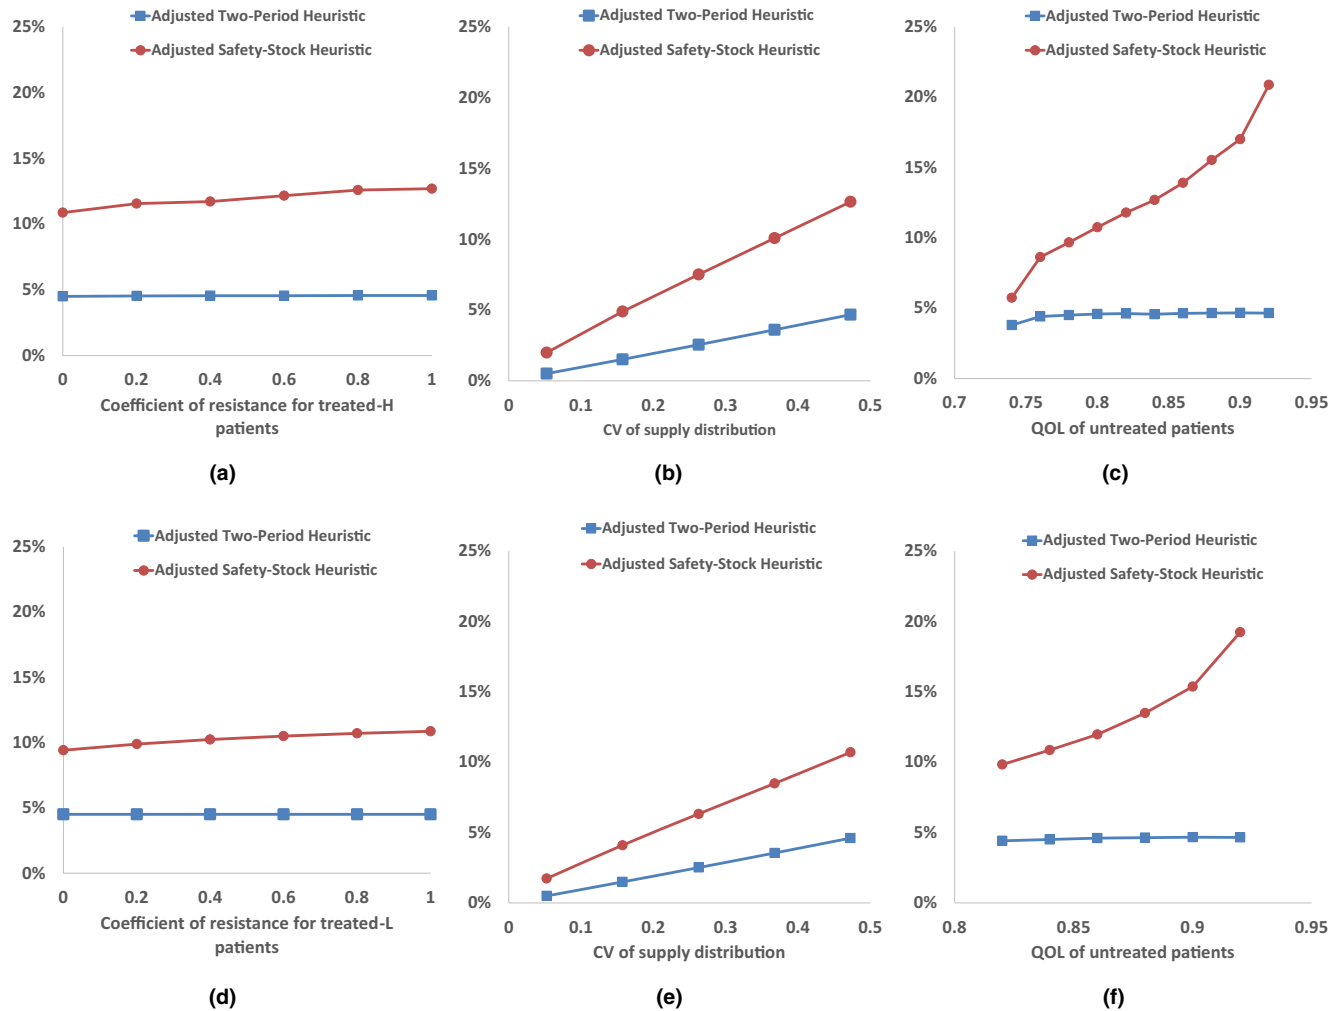 Adjusted Two-Period Heuristic
Adjusted Safety-Stock Heuristic
25%
20%
15%
10%
5%
0%
0 0.2 0.4 0.6 0.8 1
Coefficient of resistance for treated-H
patients
(a)
Adjusted Two-Period Heuristic
Adjusted Safety-Stock Heuristic
25%
20%
15%
10%
5%
0%
0 0.1 0.2 0.3 0.4 0.5
CV of supply distribution
(b)
Adjusted Two-Period Heuristic
Adjusted Safety-Stock Heuristic
25%
20%
15%
10%
5%
0%
0.7 0.75 0.8 0.85 0.9 0.95
QOL of untreated patients
(c)
Adjusted Two-Period Heuristic
Adjusted Safety-Stock Heuristic
25%
20%
15%
10%
5%
0%
0 0.2 0.4 0.6 0.8 1
Coefficient of resistance for treated-L
patients
(d)
Adjusted Two-Period Heuristic
Adjusted Safety-Stock Heuristic
25%
20%
15%
10%
5%
0%
0 0.1 0.2 0.3 0.4 0.5
CV of supply distribution
(e)
Adjusted Two-Period Heuristic
Adjusted Safety-Stock Heuristic
25%
20%
15%
10%
5%
0%
0.8 0.85 0.9 0.95
QOL of untreated patients
(f)